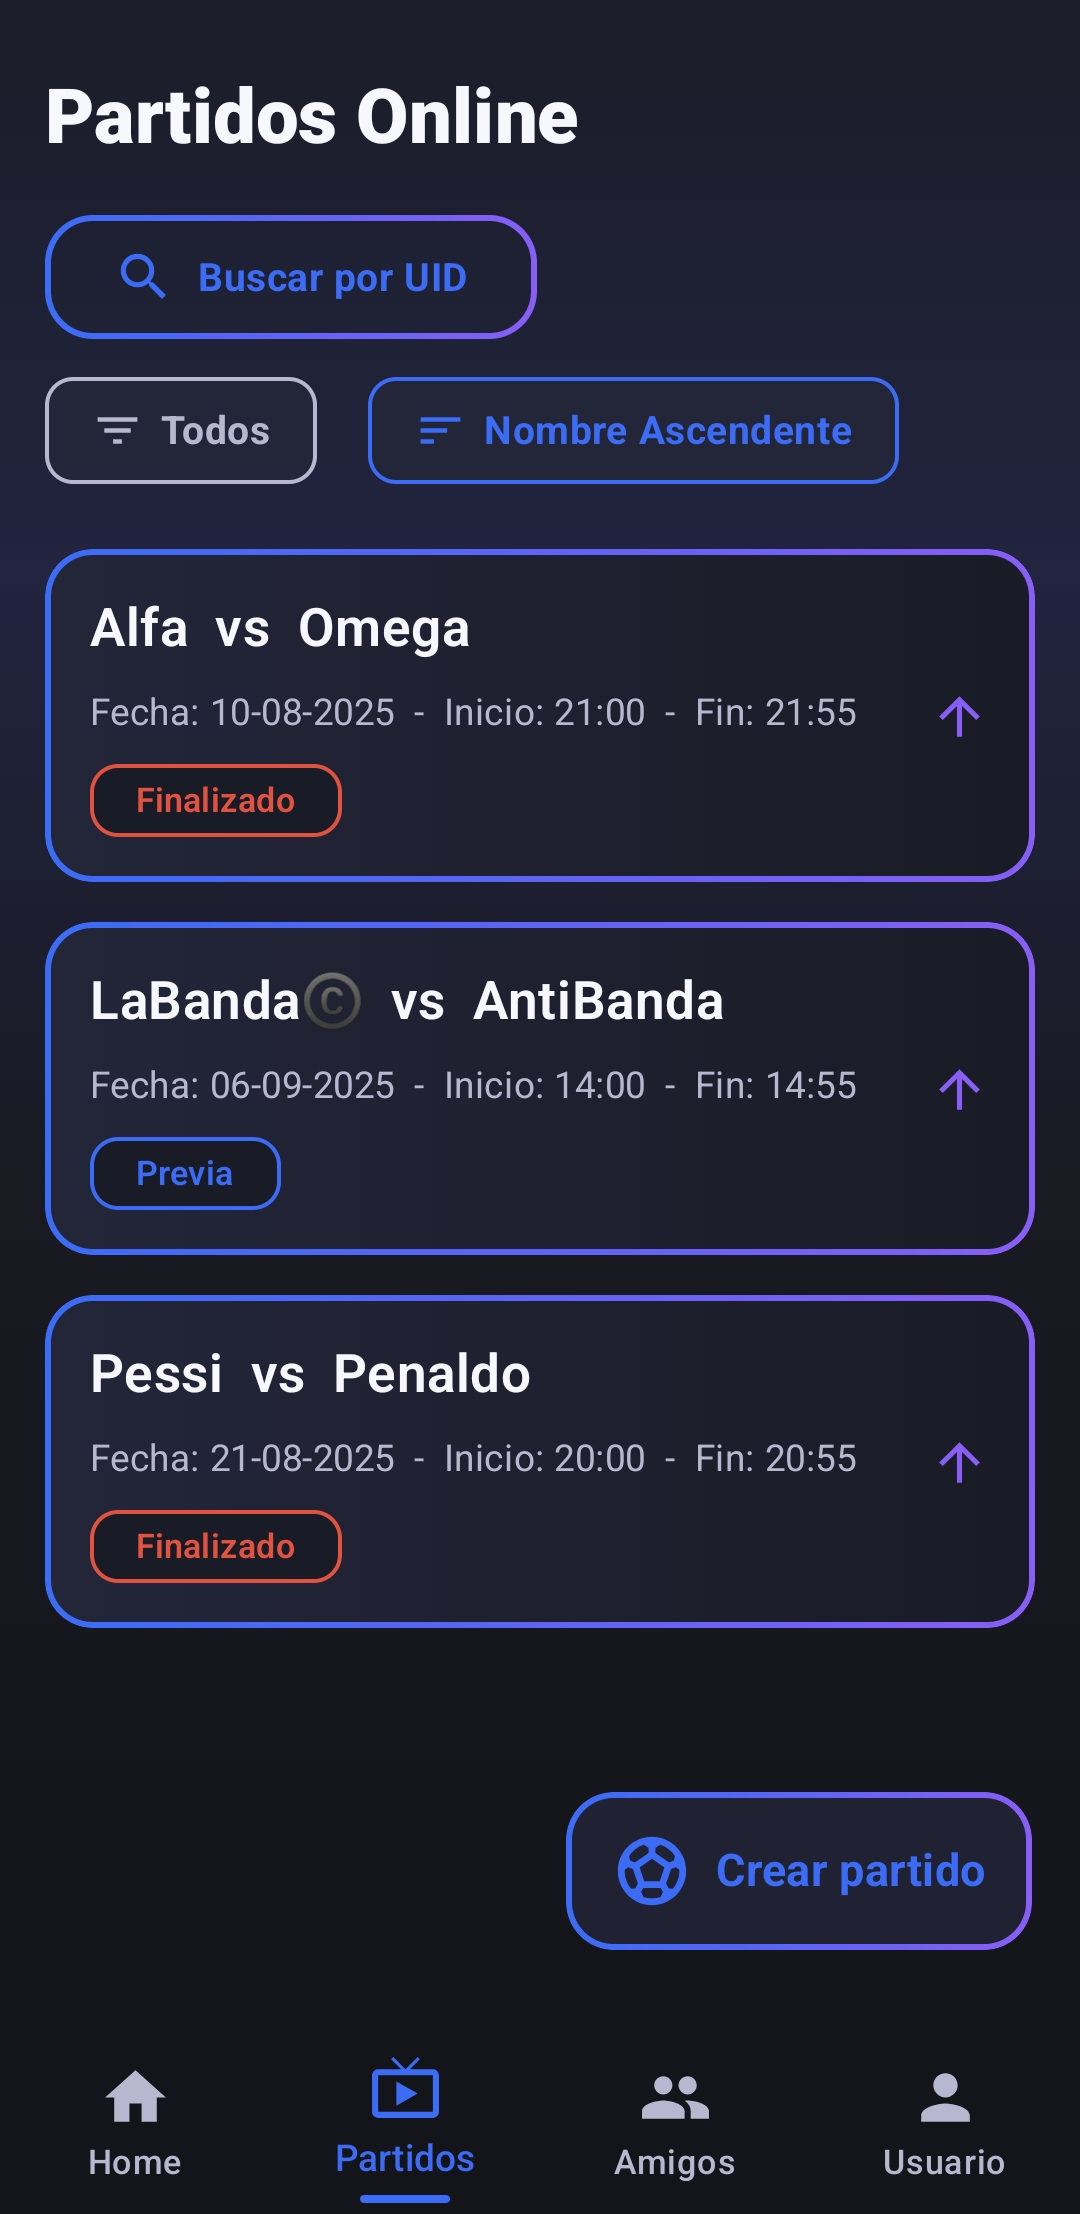 Partidos Online
Buscar por UID
Todos
Nombre Ascendente
Alfa vs Omega
Fecha: 10-08-2025 - Inicio: 21:00 - Fin: 21:55
Finalizado
LaBanda©️ vs AntiBanda
Fecha: 06-09-2025 - Inicio: 14:00 - Fin: 14:55
Previa
Pessi vs Penaldo
Fecha: 21-08-2025 - Inicio: 20:00 - Fin: 20:55
Finalizado
Crear partido
Home
Partidos
Amigos
Usuario